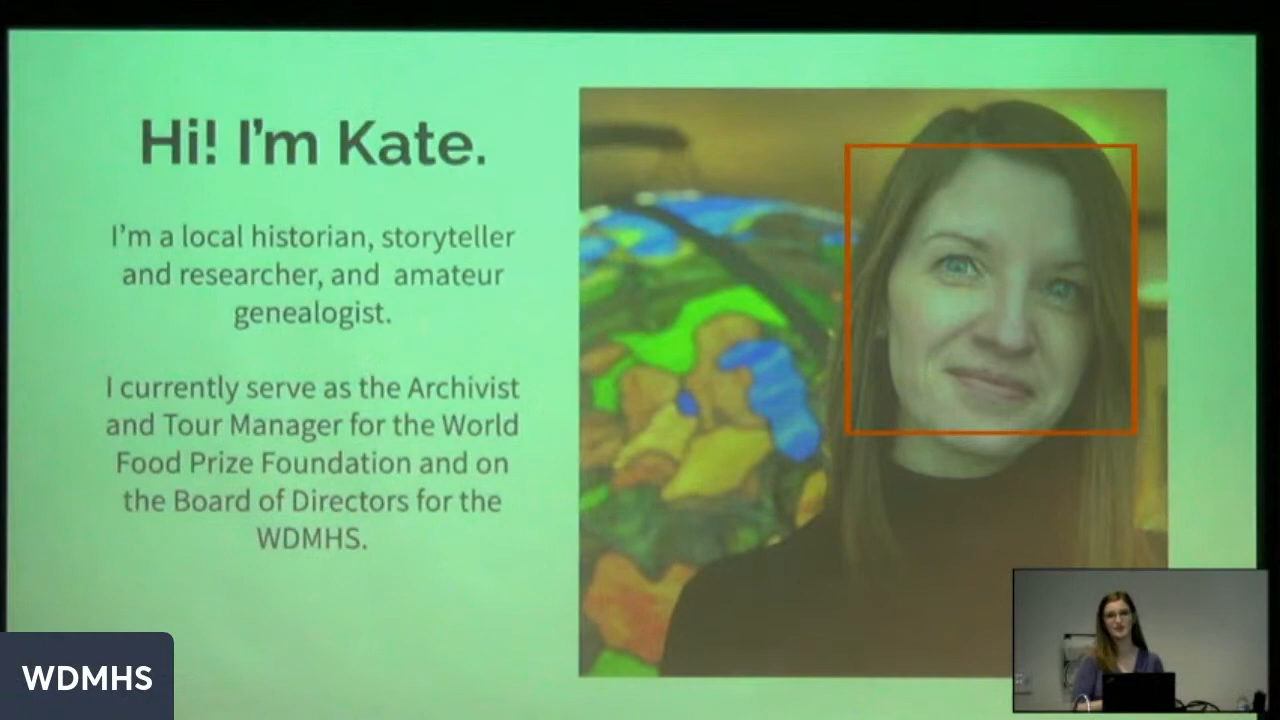 Hi! I'm Kate.
I'm a local historian, storyteller
and researcher, and amateur
genealogist.
I currently serve as the Archivist
and Tour Manager for the World
Food Prize Foundation and on
the Board of Directors for the
WDMHS.
WDMHS